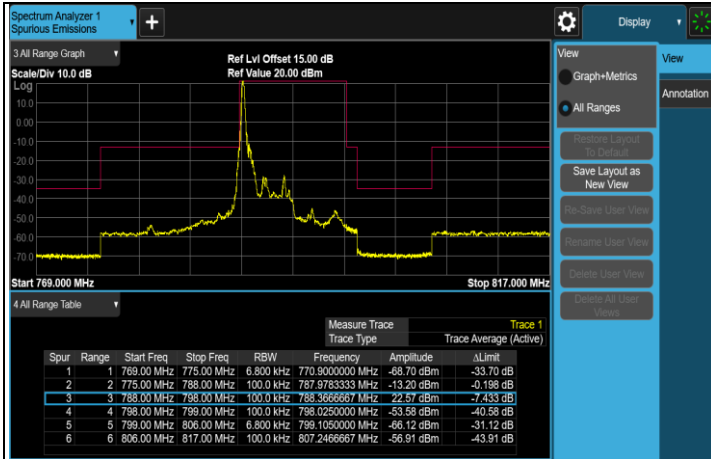 Spectrum Analyzer 1
Spurious Emissions
Display
3 All Range Graph
Ref Lvl Offset 15.00 dB
Scale/Div 10.0 dB
Ref Value 20.00 dBm
Log
10.0
0.00
-10.0
-20.0
-30.0
-40.0
-50.0
-60.0
-70.0
Start 769.000 MHz
Stop 817.000 MHz
View
Graph+Metrics
All Ranges
Restore Layout
To Default
Save Layout as
New View
Re-Save User View
Rename User View
Delete User View
Delete All User
Views
View
Annotation
4 All Range Table
Measure Trace Trace 1
Trace Type Trace Average (Active)
Spur Range Start Freq Stop Freq RBW Frequency Amplitude ΔLimit
1 1 769.00 MHz 775.00 MHz 6.800 kHz 770.9000000 MHz -68.70 dBm -33.70 dB
2 2 775.00 MHz 788.00 MHz 100.0 kHz 787.9783333 MHz -13.20 dBm -0.198 dB
3 3 788.00 MHz 798.00 MHz 100.0 kHz 788.3666667 MHz 22.57 dBm -7.433 dB
4 4 798.00 MHz 799.00 MHz 100.0 kHz 798.0250000 MHz -53.58 dBm -40.58 dB
5 5 799.00 MHz 806.00 MHz 6.800 kHz 799.1050000 MHz -66.12 dBm -31.12 dB
6 6 806.00 MHz 817.00 MHz 100.0 kHz 807.2466667 MHz -56.91 dBm -43.91 dB